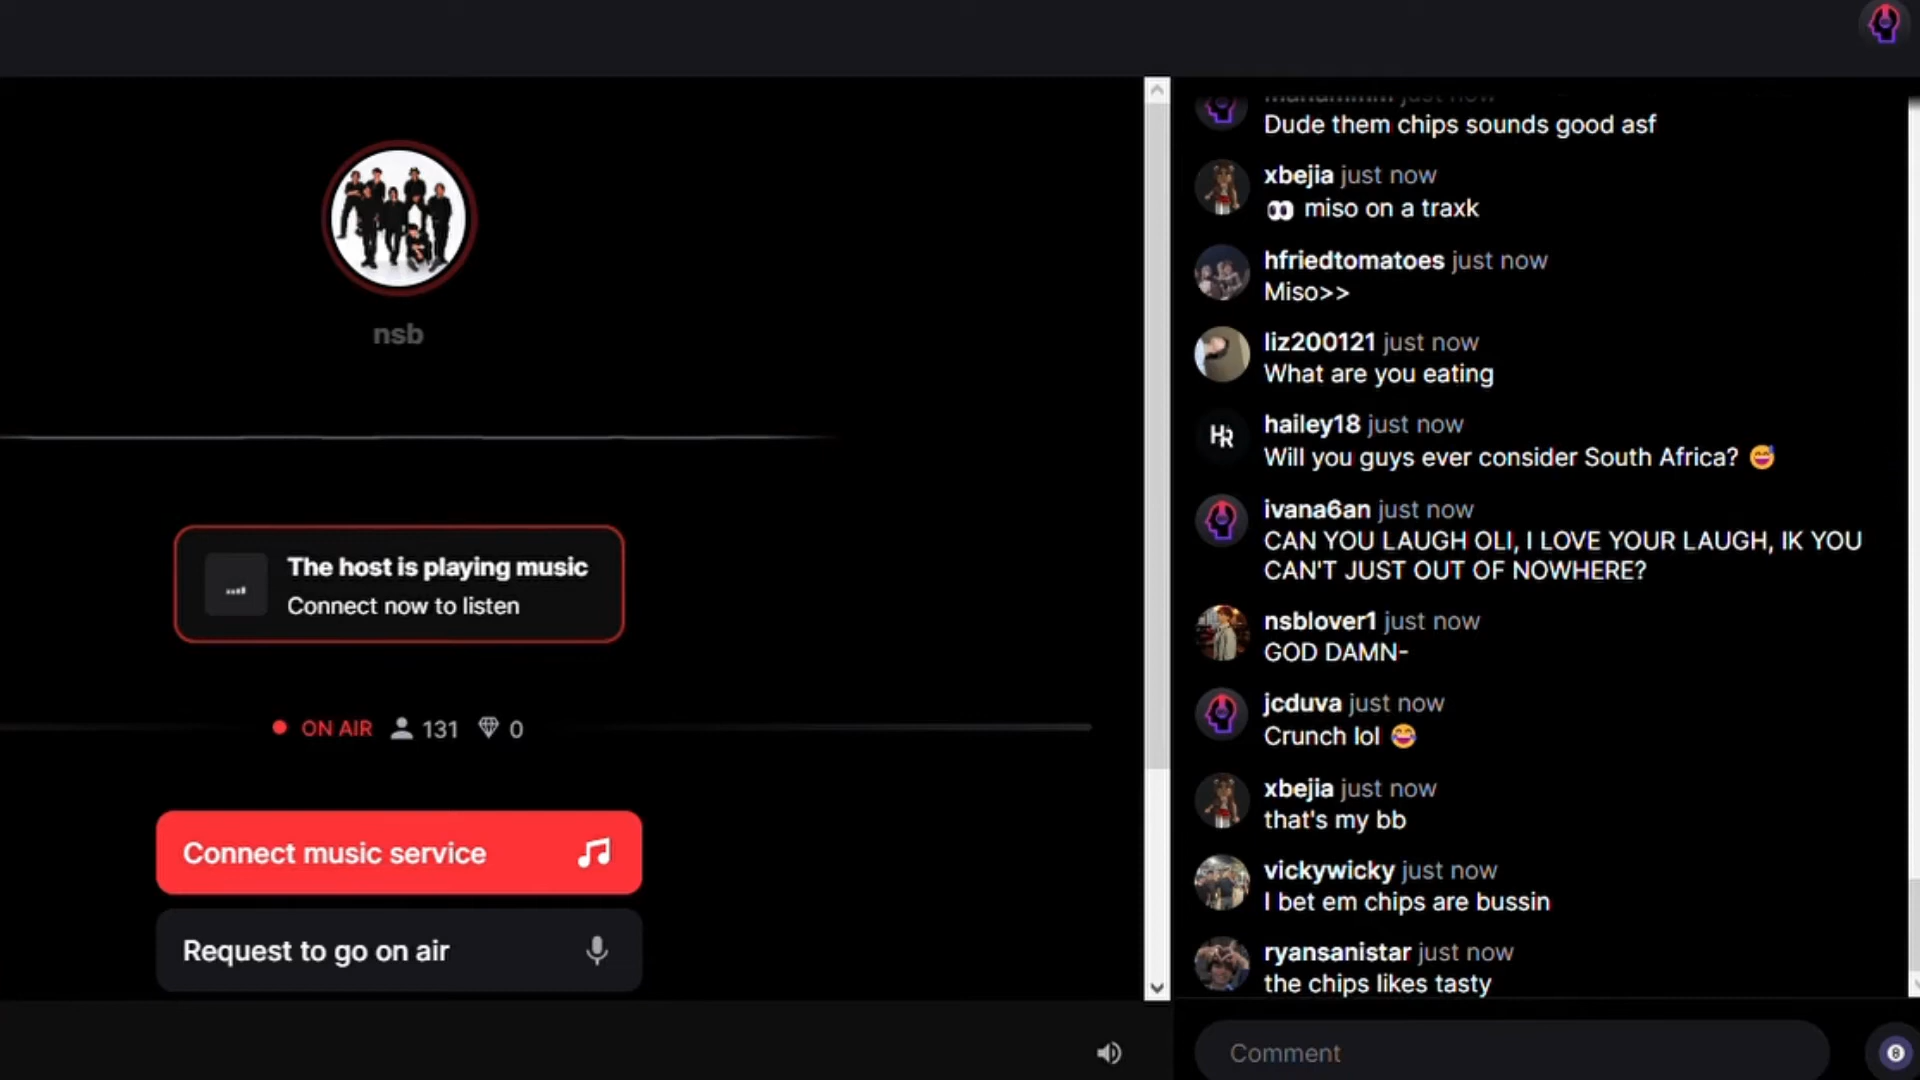 nsb
The host is playing music
Connect now to listen
ON AIR 131 0
Connect music service
Request to go on air
just now
Dude them chips sounds good asf
xbejia just now
👀 miso on a traxk
hfriedtomatoes just now
Miso>>
liz200121 just now
What are you eating
HR
hailey18 just now
Will you guys ever consider South Africa? 😅
ivana6an just now
CAN YOU LAUGH OLI, I LOVE YOUR LAUGH, IK YOU
CAN'T JUST OUT OF NOWHERE?
nsblover1 just now
GOD DAMN-
jcduva just now
Crunch lol 😂
xbejia just now
that's my bb
vickywicky just now
I bet em chips are bussin
ryansanistar just now
the chips likes tasty
Comment
8